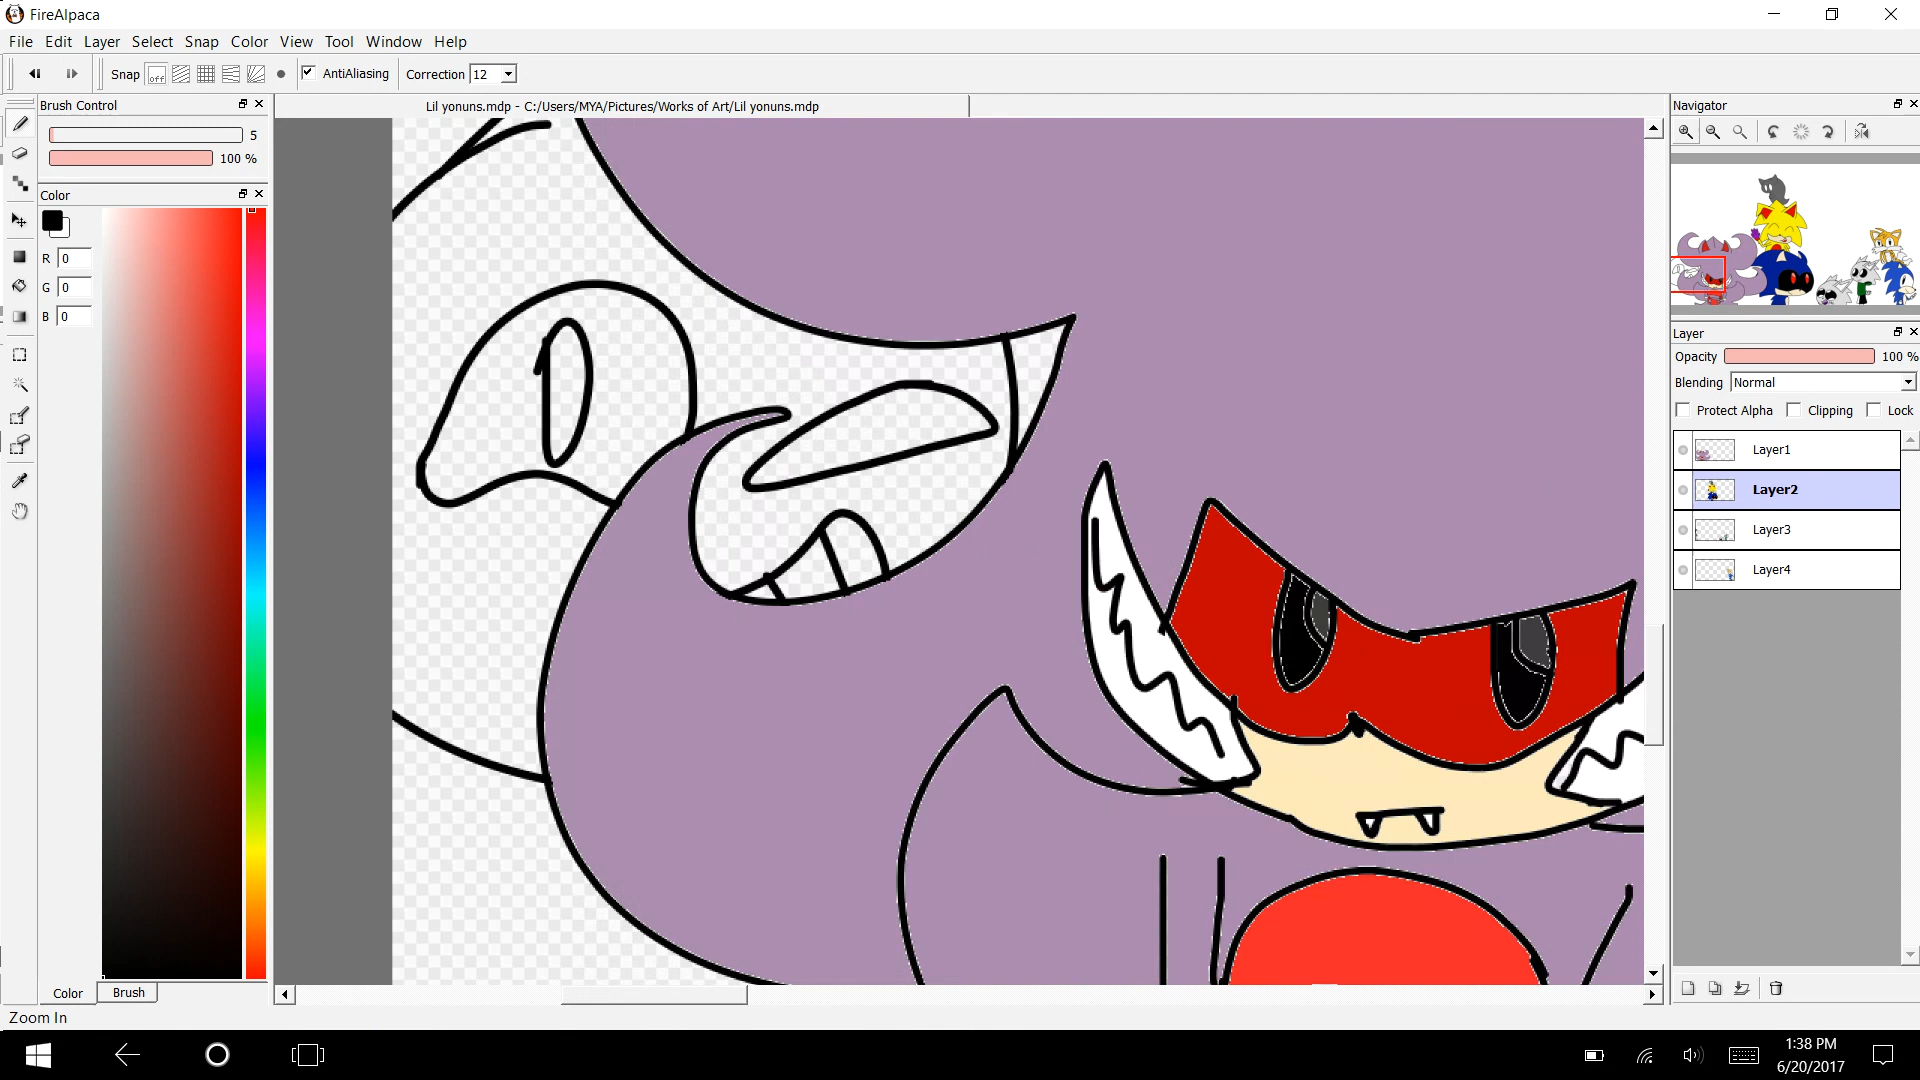 FireAlpaca
File Edit Layer Select Snap Color View Tool Window Help
Snap off AntiAliasing Correction 12
Brush Control
Lil yonuns.mdp - C:/Users/MYA/Pictures/Works of Art/Lil yonuns.mdp
Navigator
5
100 %
Color
R 0
G 0
B 0
Layer
Opacity 100 %
Blending Normal
Protect Alpha Clipping Lock
Layer1
Layer2
Layer3
Layer4
Color Brush
Zoom In
1:38 PM
6/20/2017